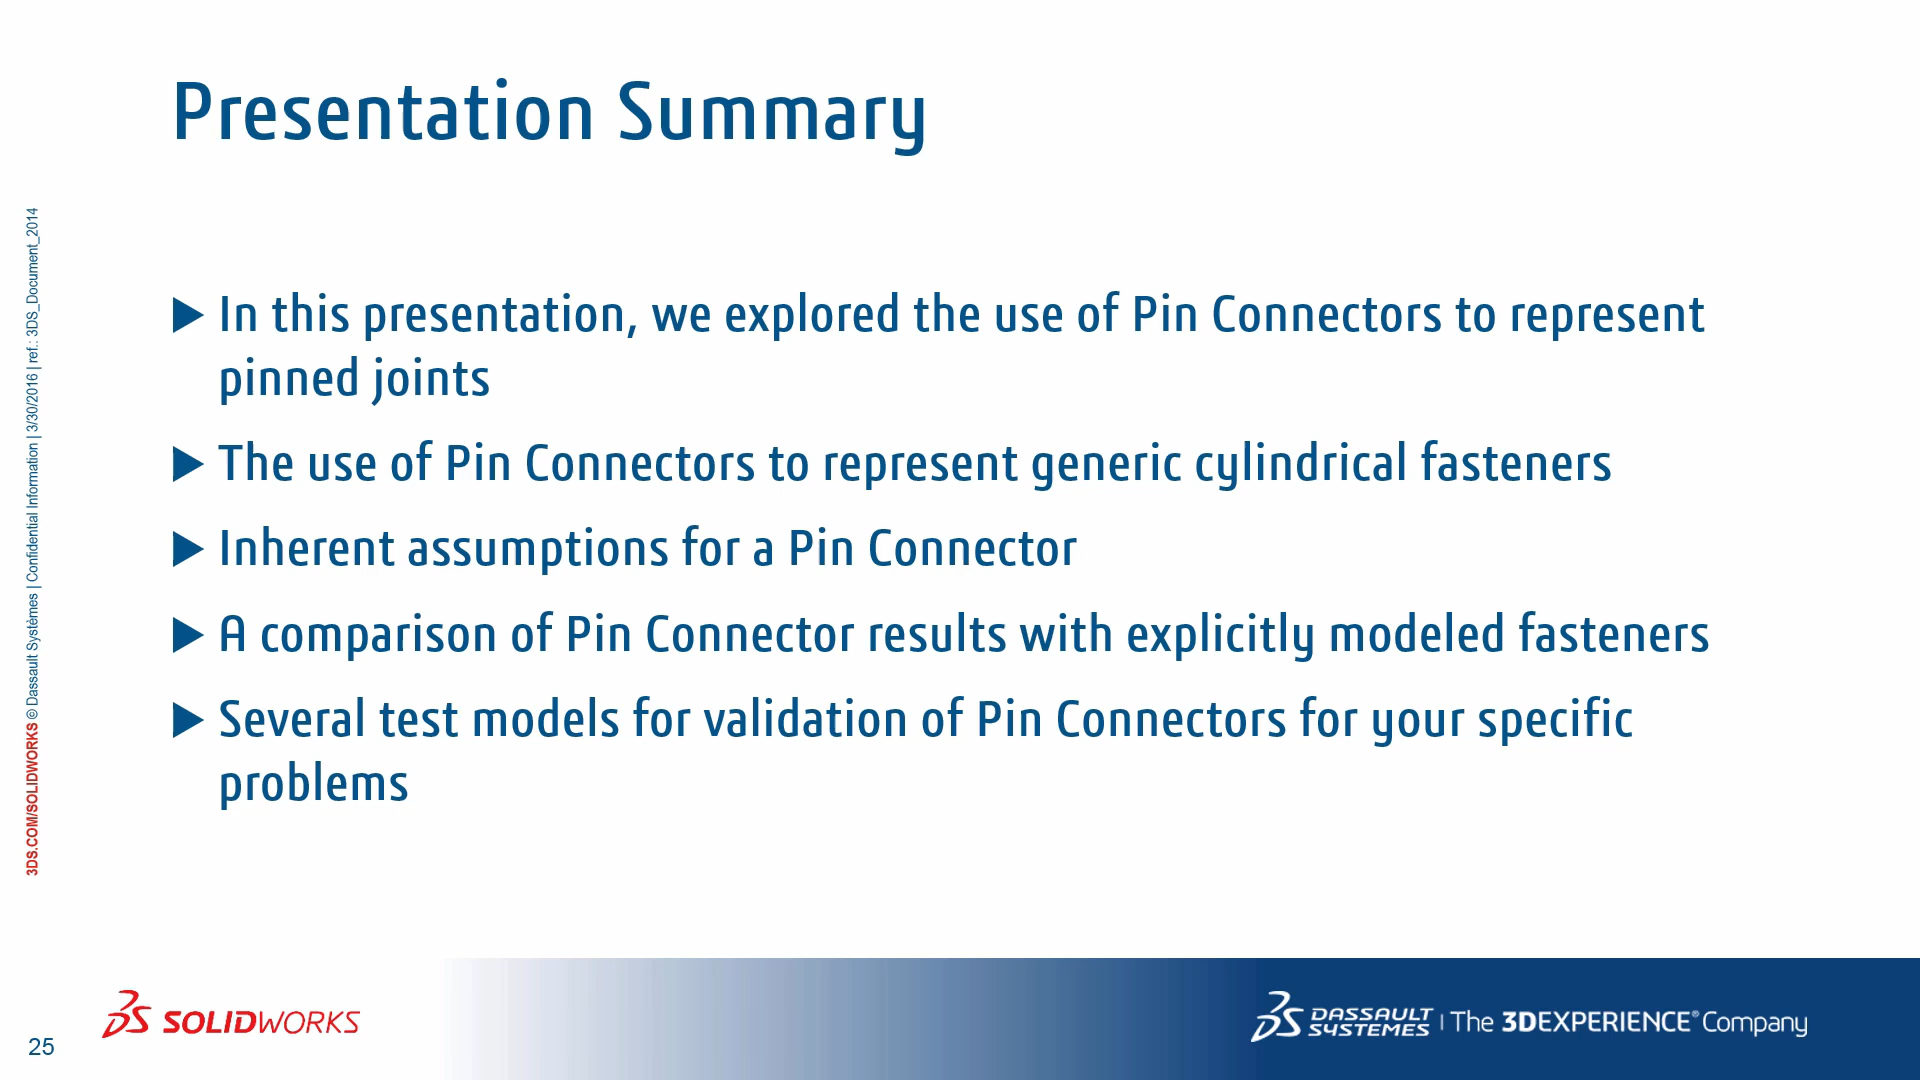 Presentation Summary
▶ In this presentation, we explored the use of Pin Connectors to represent
pinned joints
▶ The use of Pin Connectors to represent generic cylindrical fasteners
▶ Inherent assumptions for a Pin Connector
▶ A comparison of Pin Connector results with explicitly modeled fasteners
▶ Several test models for validation of Pin Connectors for your specific
problems
3DS.COM/SOLIDWORKS © Dassault Systèmes | Confidential Information | 3/30/2016 | ref.: 3DS_Document_2014
25
SOLIDWORKS
DASSAULT
SYSTEMES
| The 3DEXPERIENCE® Company